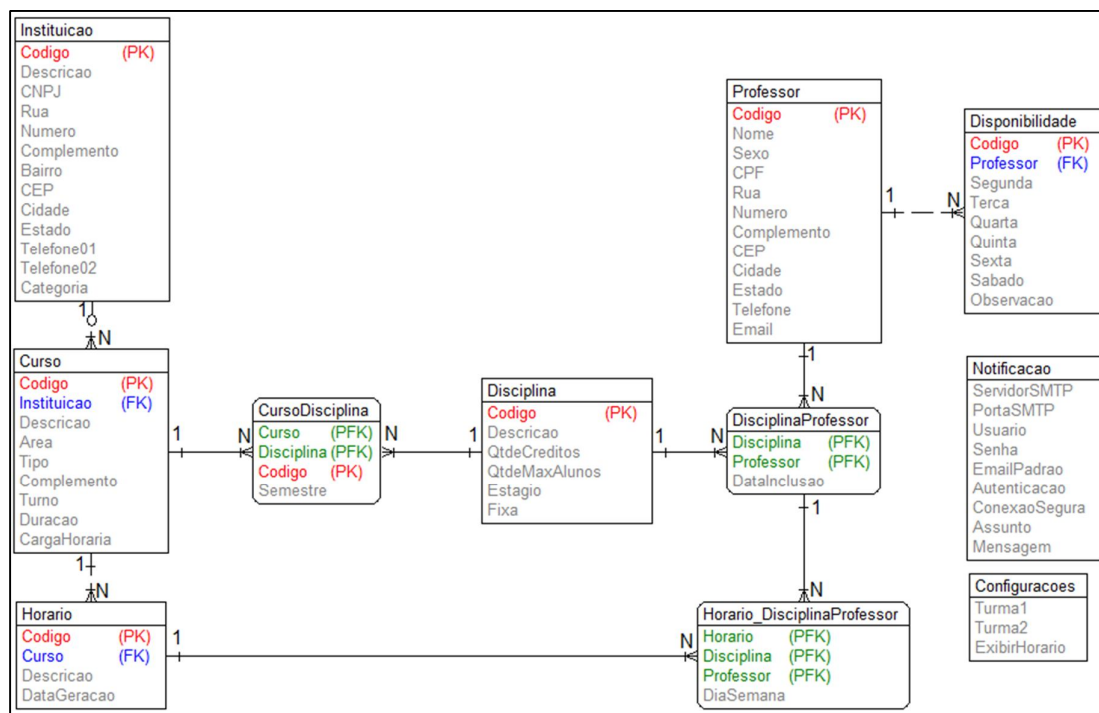 Instituicao
Codigo (PK)
Descricao
CNPJ
Rua
Numero
Complemento
Bairro
CEP
Cidade
Estado
Telefone01
Telefone02
Categoria
1
N
Curso
Codigo (PK)
Instituicao (FK)
Descricao
Area
Tipo
Complemento
Turno
Duracao
CargaHoraria
1
N
Horario
Codigo (PK)
Curso (FK)
Descricao
DataGeracao
1 N
CursoDisciplina
Curso (PFK)
Disciplina (PFK)
Codigo (PK)
Semestre
N 1
Disciplina
Codigo (PK)
Descricao
QtdeCreditos
QtdeMaxAlunos
Estagio
Fixa
1 N
Professor
Codigo (PK)
Nome
Sexo
CPF
Rua
Numero
Complemento
CEP
Cidade
Estado
Telefone
Email
1 N
Disponibilidade
Codigo (PK)
Professor (FK)
Segunda
Terca
Quarta
Quinta
Sexta
Sabado
Observacao
1
N
DisciplinaProfessor
Disciplina (PFK)
Professor (PFK)
DataInclusao
1
N
Horario_DisciplinaProfessor
Horario (PFK)
Disciplina (PFK)
Professor (PFK)
DiaSemana
1 N
Notificacao
ServidorSMTP
PortaSMTP
Usuario
Senha
EmailPadrao
Autenticacao
ConexaoSegura
Assunto
Mensagem
Configuracoes
Turma1
Turma2
ExibirHorario